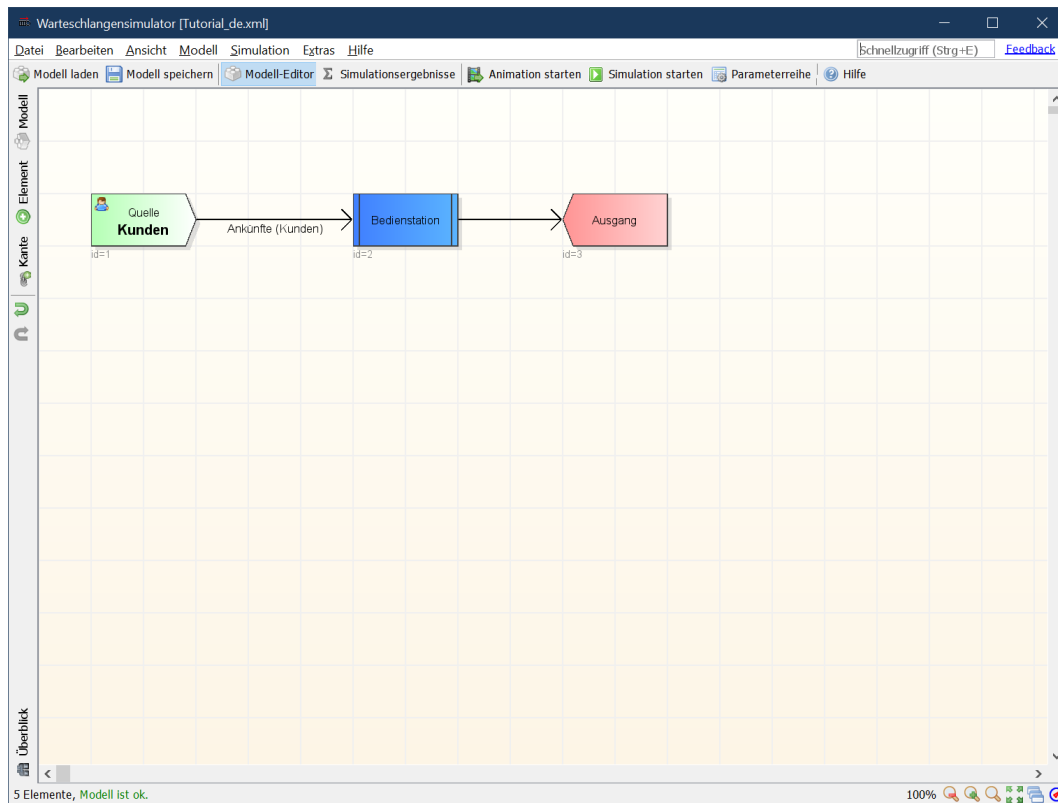 Warteschlangensimulator [Tutorial_de.xml]
Datei Bearbeiten Ansicht Modell Simulation Extras Hilfe Schnellzugriff (Strg+E) Feedback
Modell laden Modell speichern Modell-Editor Σ Simulationsergebnisse Animation starten Simulation starten Parameterreihe Hilfe
Modell
Element
Kante
Quelle
Kunden
id=1
Ankünfte (Kunden)
Bedienstation
id=2
Ausgang
id=3
Überblick
5 Elemente, Modell ist ok. 100%